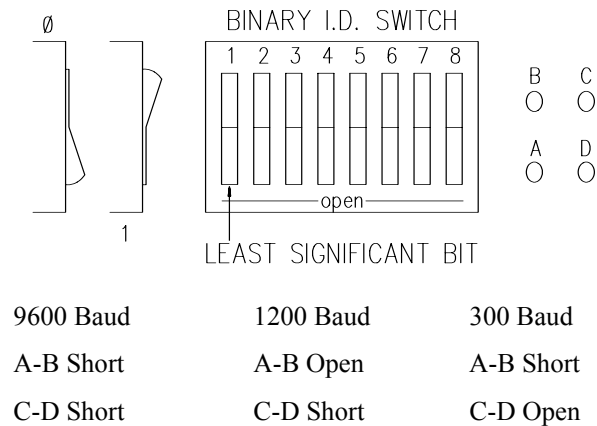 Ø
BINARY I.D. SWITCH
1 2 3 4 5 6 7 8
B C
A D
open
1
LEAST SIGNIFICANT BIT
9600 Baud 1200 Baud 300 Baud
A-B Short A-B Open A-B Short
C-D Short C-D Short C-D Open